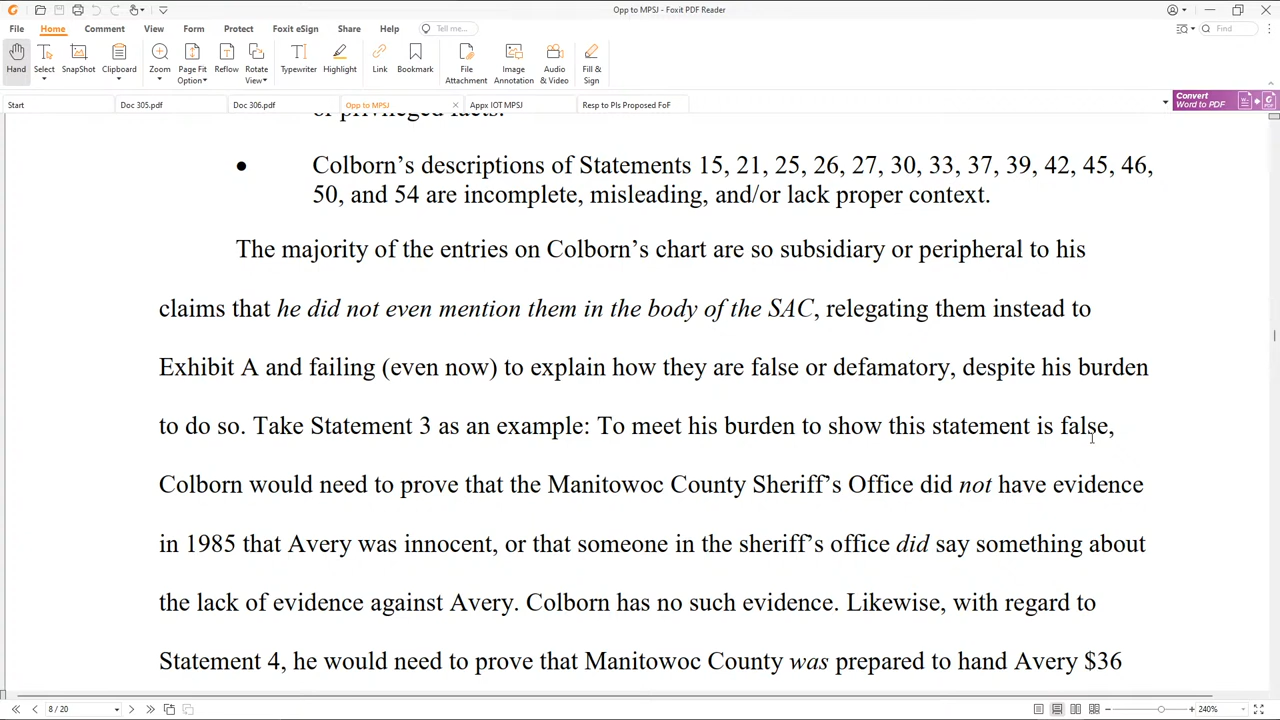 Opp to MPSJ - Foxit PDF Reader
File Home Comment View Form Protect Foxit eSign Share Help Tell me... Find
Hand Select SnapShot Clipboard Zoom Page Fit Option Reflow Rotate View Typewriter Highlight Link Bookmark File Attachment Image Annotation Audio & Video Fill & Sign
Start Doc 305.pdf Doc 306.pdf Opp to MPSJ Appx IOT MPSJ Resp to Pls Proposed FoF Convert Word to PDF
of privileged facts.
• Colborn’s descriptions of Statements 15, 21, 25, 26, 27, 30, 33, 37, 39, 42, 45, 46,
50, and 54 are incomplete, misleading, and/or lack proper context.
The majority of the entries on Colborn’s chart are so subsidiary or peripheral to his
claims that he did not even mention them in the body of the SAC, relegating them instead to
Exhibit A and failing (even now) to explain how they are false or defamatory, despite his burden
to do so. Take Statement 3 as an example: To meet his burden to show this statement is false,
Colborn would need to prove that the Manitowoc County Sheriff’s Office did not have evidence
in 1985 that Avery was innocent, or that someone in the sheriff’s office did say something about
the lack of evidence against Avery. Colborn has no such evidence. Likewise, with regard to
Statement 4, he would need to prove that Manitowoc County was prepared to hand Avery $36
8 / 20 240%